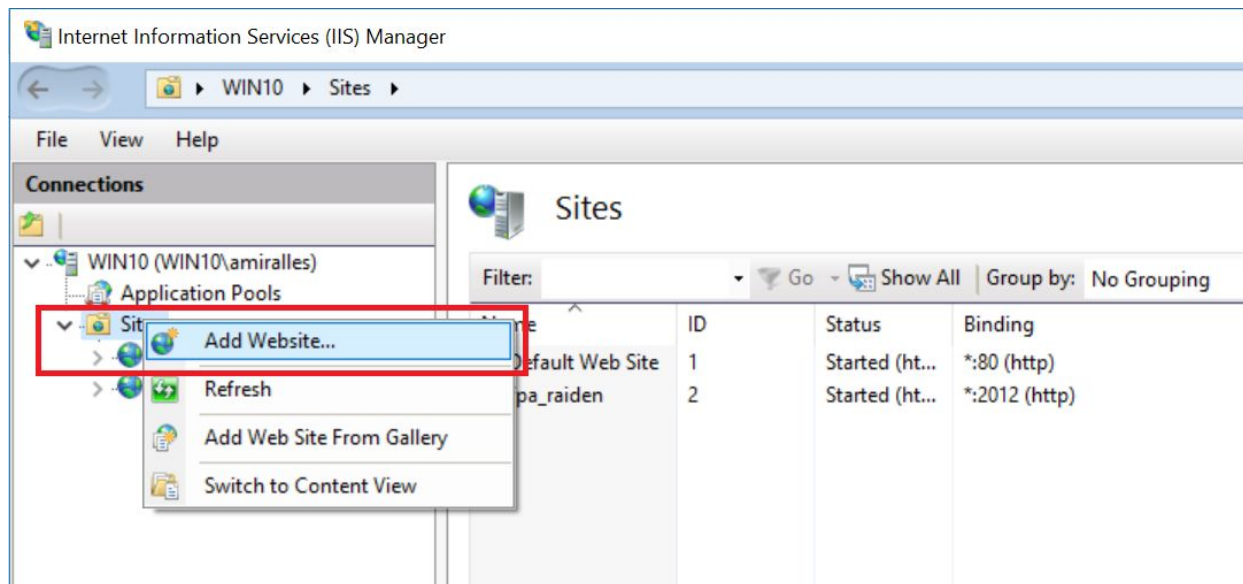 Internet Information Services (IIS) Manager
WIN10 Sites
File View Help
Connections
Sites
WIN10 (WIN10\amiralles)
Application Pools
Filter: Go Show All Group by: No Grouping
Sit
Add Website...
Refresh
Add Web Site From Gallery
Switch to Content View
ID Status Binding
Default Web Site 1 Started (ht... *:80 (http)
pa_raiden 2 Started (ht... *:2012 (http)